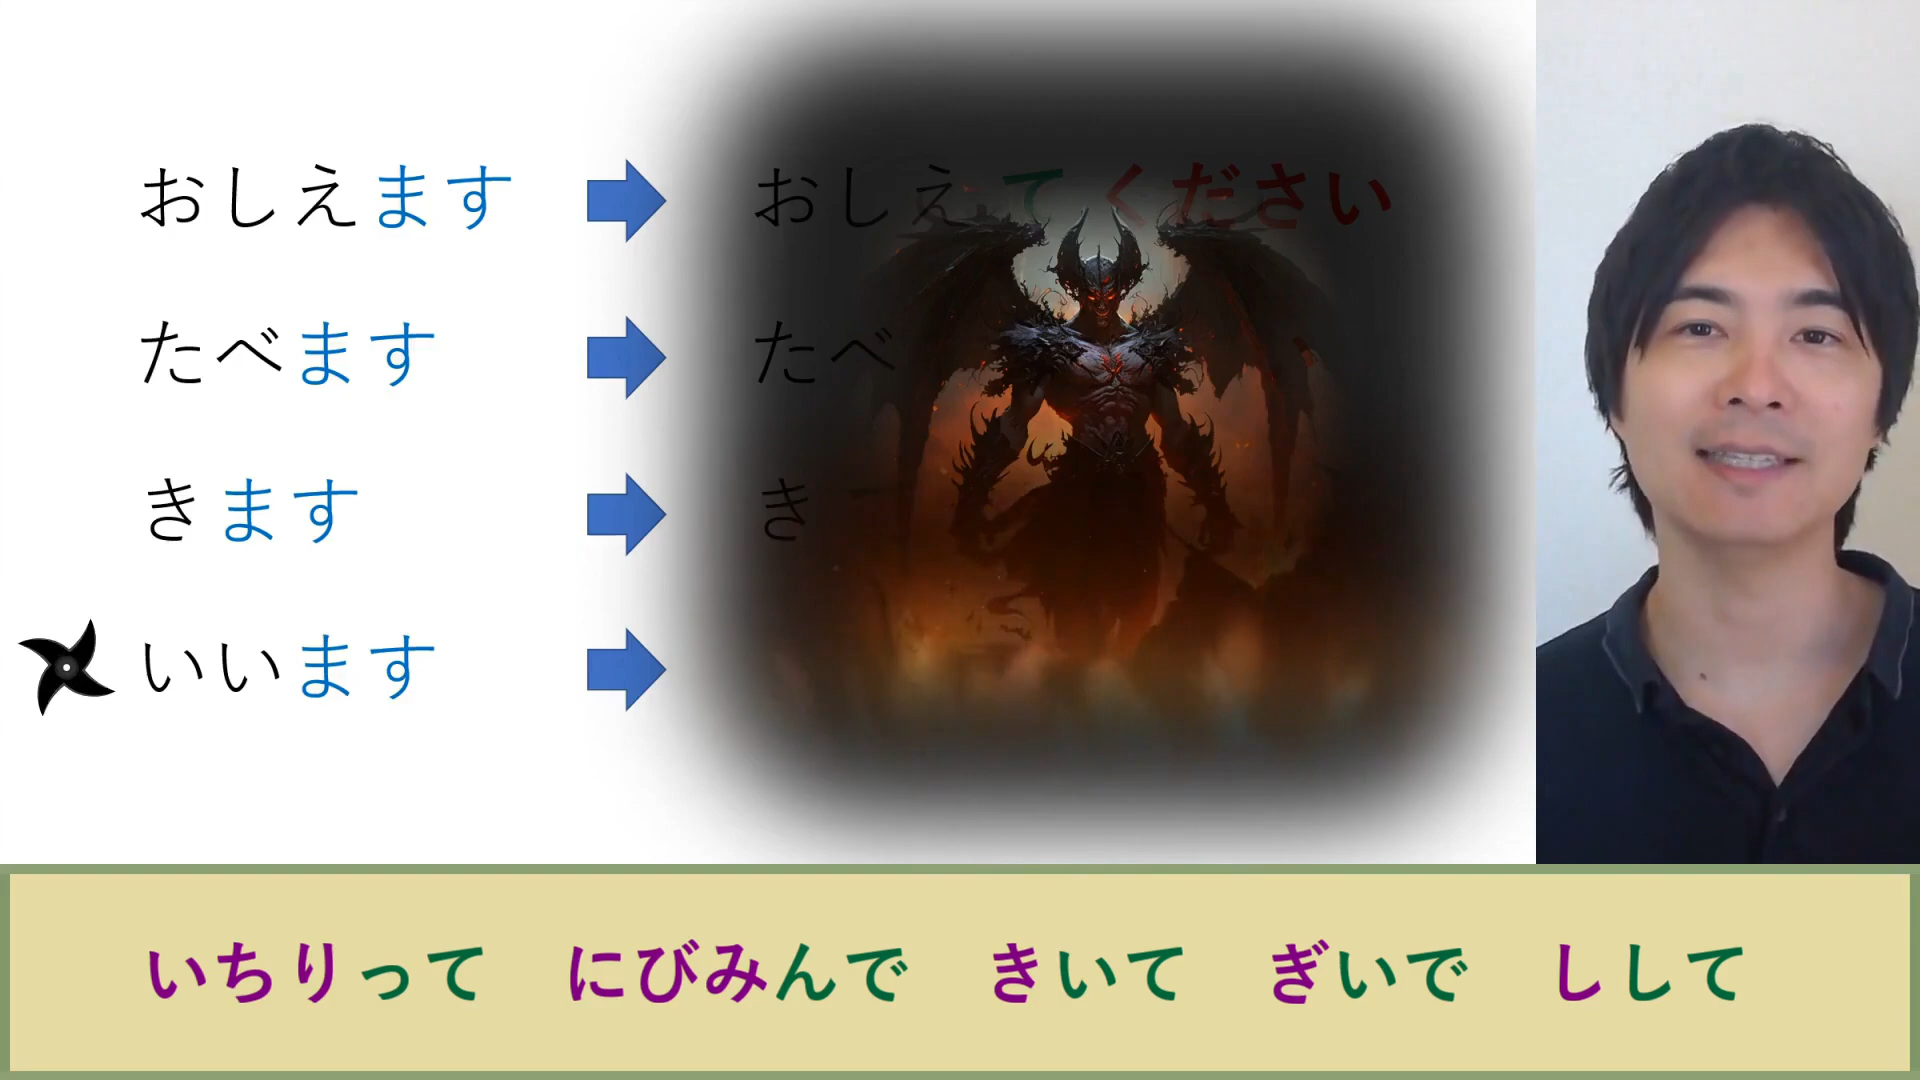 おしえます おしえてください
たべます たべ
きます き
いいます
いちりって にびみんで きいて ぎいで ししして